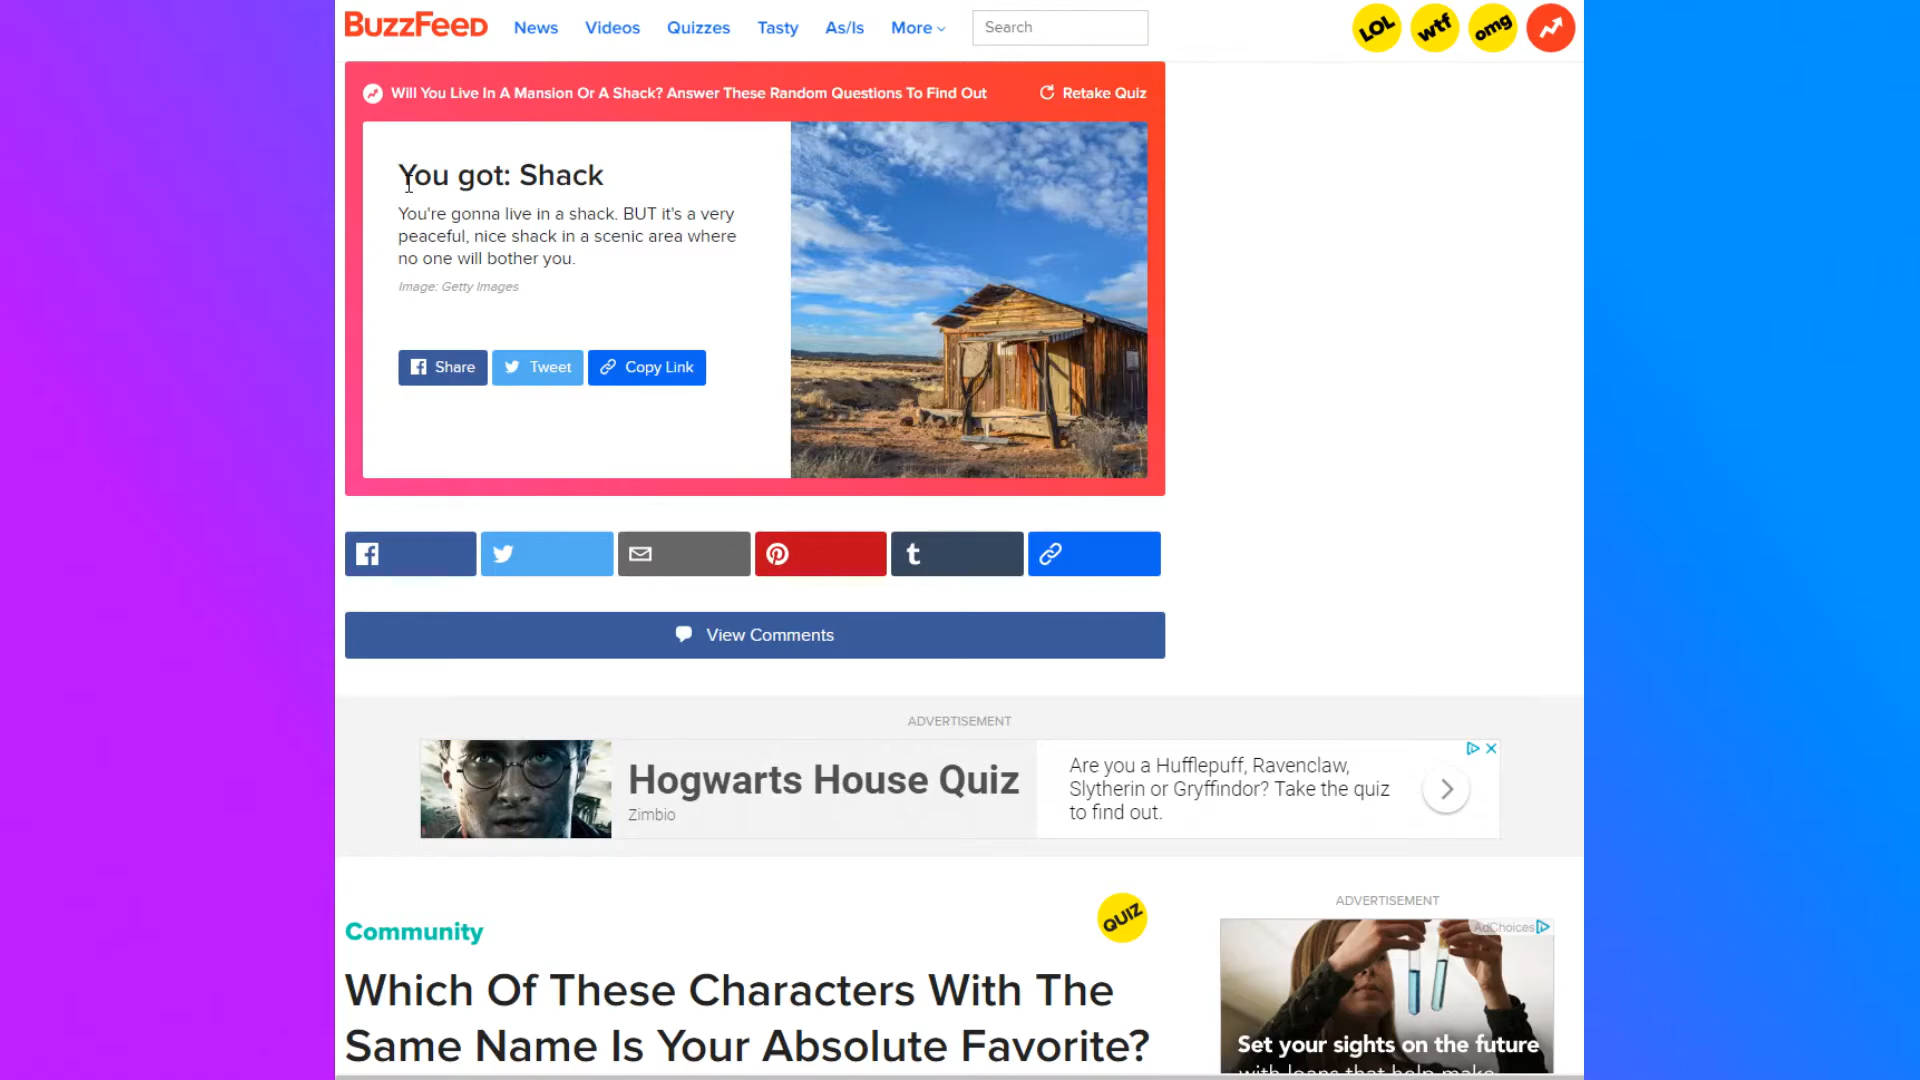 BuzzFeed
News Videos Quizzes Tasty As/Is More Search
LOL wtf omg
Will You Live In A Mansion Or A Shack? Answer These Random Questions To Find Out
Retake Quiz
You got: Shack
You're gonna live in a shack. BUT it's a very
peaceful, nice shack in a scenic area where
no one will bother you.
Image: Getty Images
Share Tweet Copy Link
View Comments
ADVERTISEMENT
Hogwarts House Quiz
Zimbio
Are you a Hufflepuff, Ravenclaw,
Slytherin or Gryffindor? Take the quiz
to find out.
QUIZ
Community
Which Of These Characters With The
Same Name Is Your Absolute Favorite?
ADVERTISEMENT
AdChoices
Set your sights on the future
with loans that help make